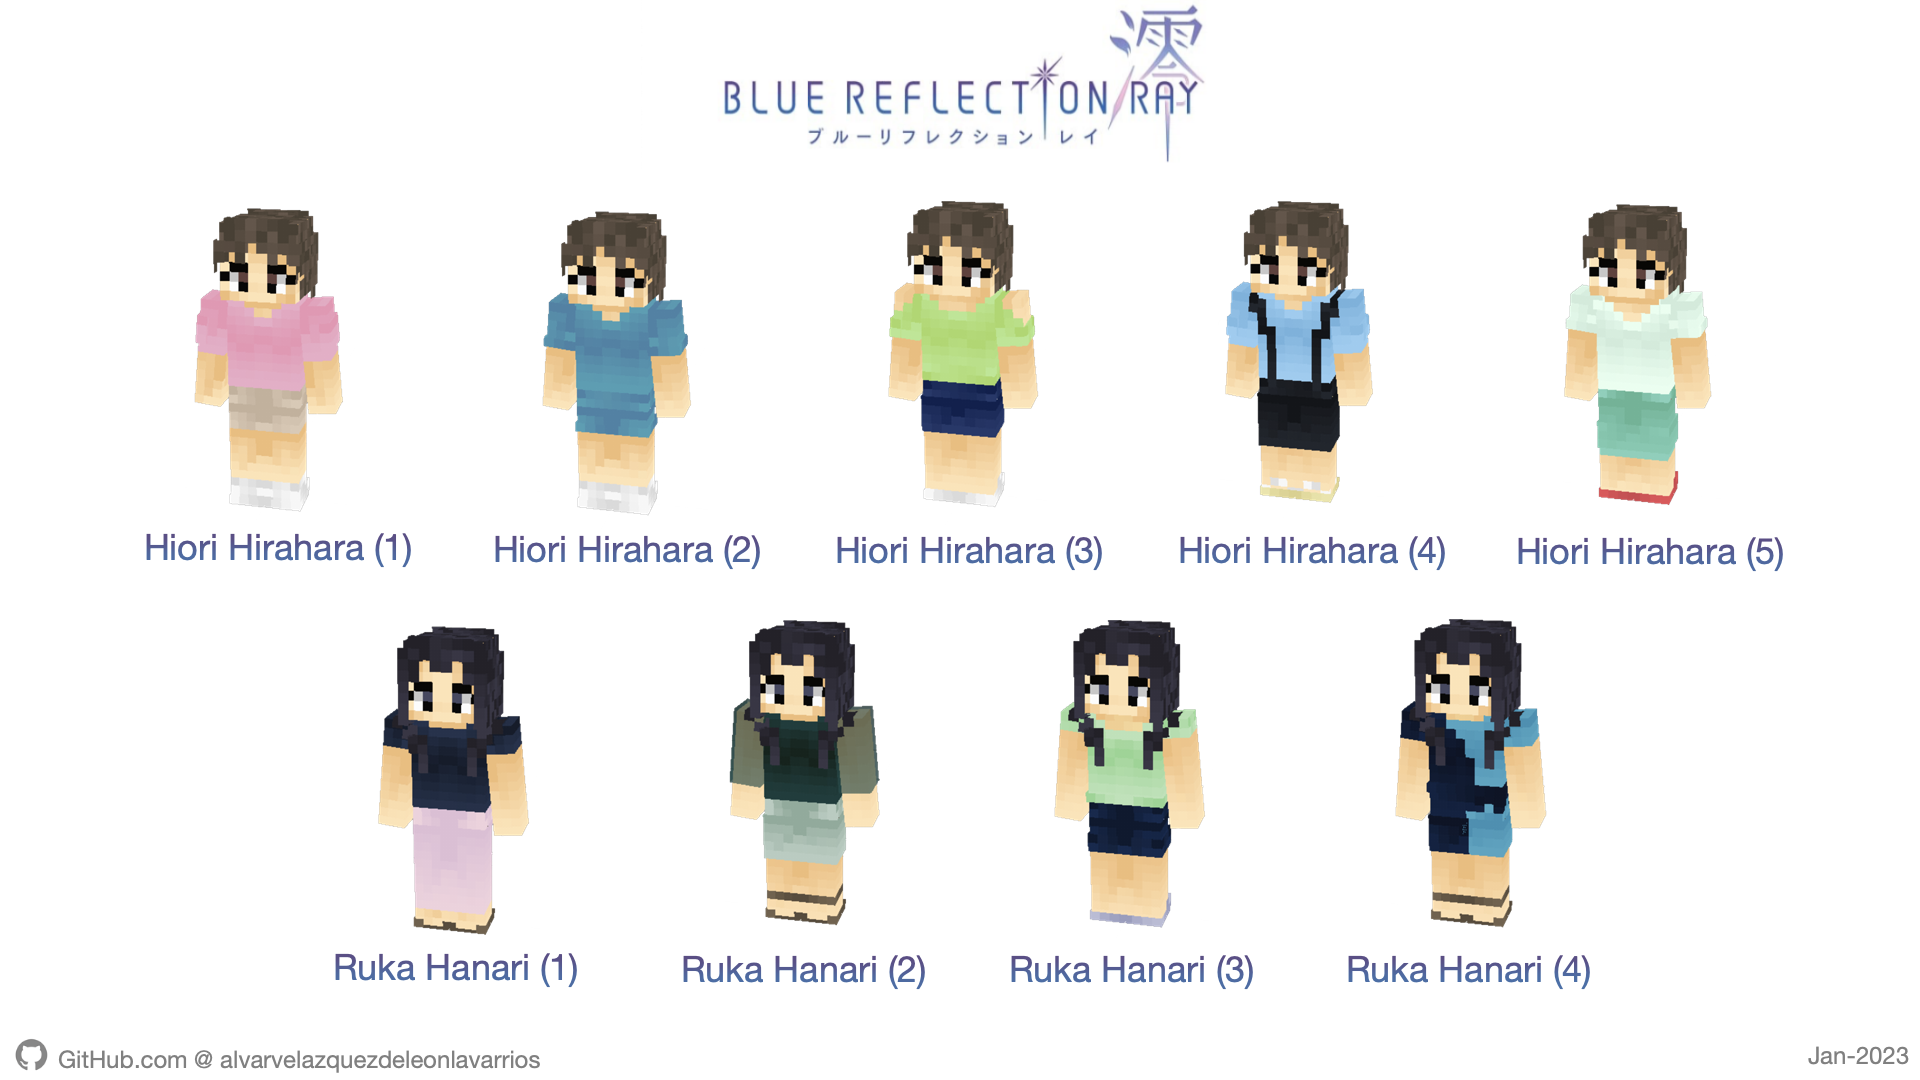 澪
BLUE REFLECTION RAY
ブルーリフレクション レイ
Hiori Hirahara (1)
Hiori Hirahara (2)
Hiori Hirahara (3)
Hiori Hirahara (4)
Hiori Hirahara (5)
Ruka Hanari (1)
Ruka Hanari (2)
Ruka Hanari (3)
Ruka Hanari (4)
GitHub.com @ alvarvelazquezdeleonlavarrios
Jan-2023